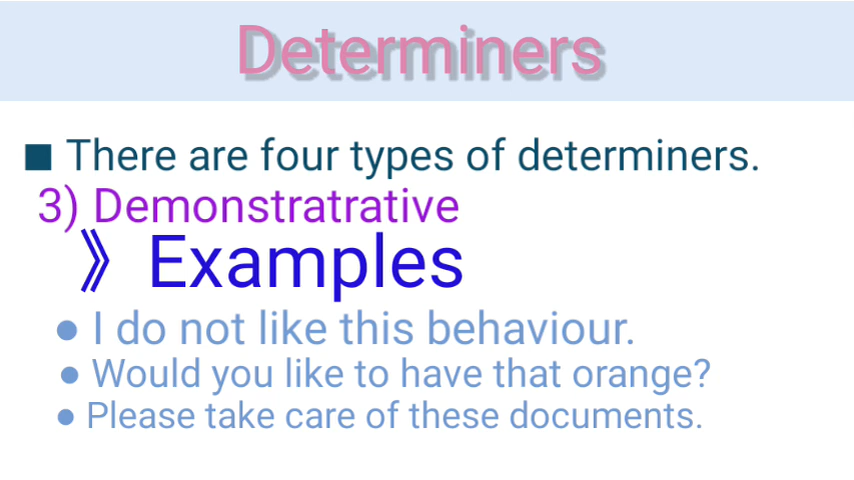 Determiners
■ There are four types of determiners.
3) Demonstratrative
》 Examples
● I do not like this behaviour.
● Would you like to have that orange?
● Please take care of these documents.